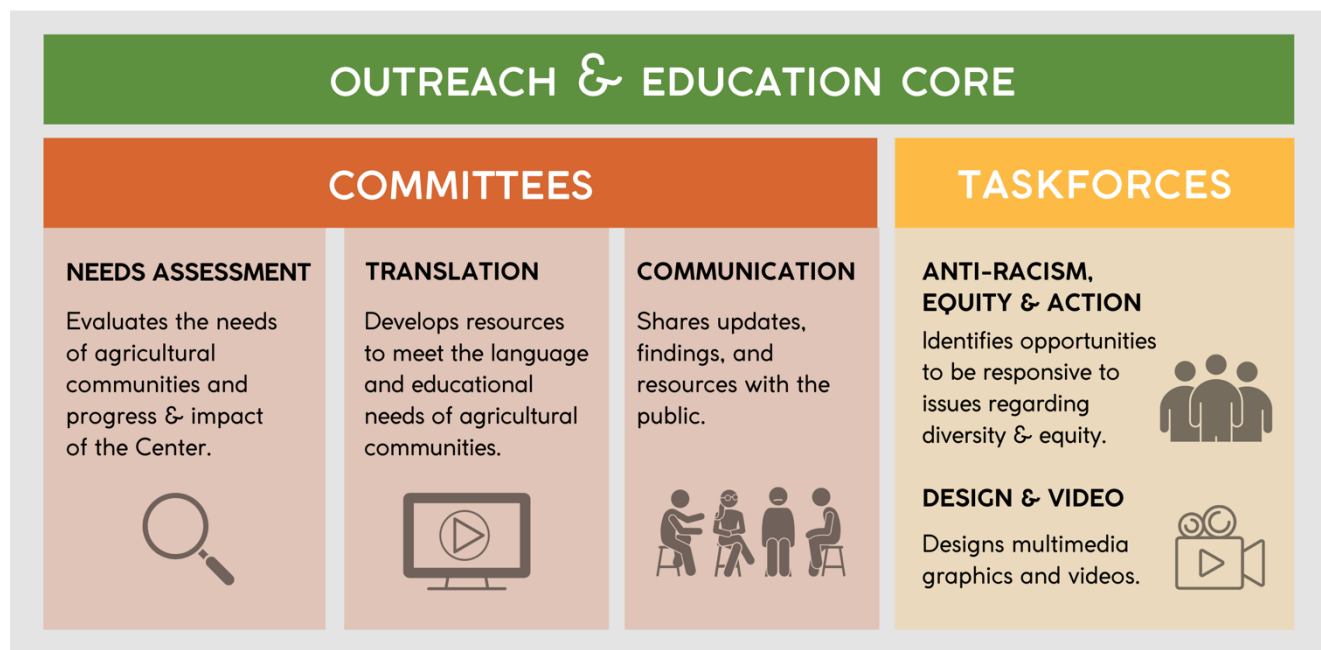 OUTREACH & EDUCATION CORE
COMMITTEES
NEEDS ASSESSMENT
Evaluates the needs
of agricultural
communities and
progress & impact
of the Center.
TRANSLATION
Develops resources
to meet the language
and educational
needs of agricultural
communities.
COMMUNICATION
Shares updates,
findings, and
resources with the
public.
TASKFORCES
ANTI-RACISM,
EQUITY & ACTION
Identifies opportunities
to be responsive to
issues regarding
diversity & equity.
DESIGN & VIDEO
Designs multimedia
graphics and videos.